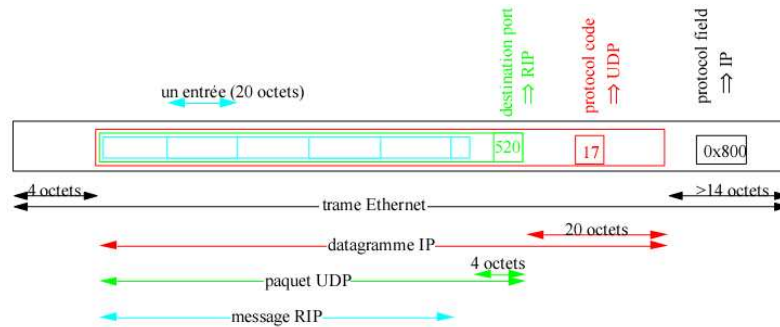 destination port
⇒ RIP
protocol code
⇒ UDP
protocol field
⇒ IP
un entrée (20 octets)
520
17
0x800
4 octets
>14 octets
trame Ethernet
20 octets
datagramme IP
4 octets
paquet UDP
message RIP